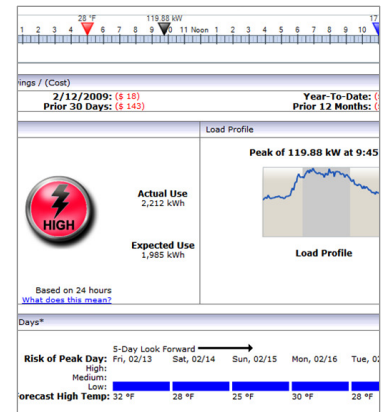 28 °F 119.88 kW 17
1 2 3 4 5 6 7 8 9 10 11 Noon 1 2 3 4 5 6 7 8 9 10
ings / (Cost)
2/12/2009: ($ 18) Year-To-Date: (
Prior 30 Days: ($ 143) Prior 12 Months: (
Load Profile
Peak of 119.88 kW at 9:45
HIGH
Actual Use
2,212 kWh
Expected Use
1,985 kWh
Load Profile
Based on 24 hours
What does this mean?
Days*
5-Day Look Forward
Risk of Peak Day: Fri, 02/13 Sat, 02/14 Sun, 02/15 Mon, 02/16 Tue, 02
High:
Medium:
Low:
orecast High Temp: 32 °F 28 °F 25 °F 30 °F 28 °F